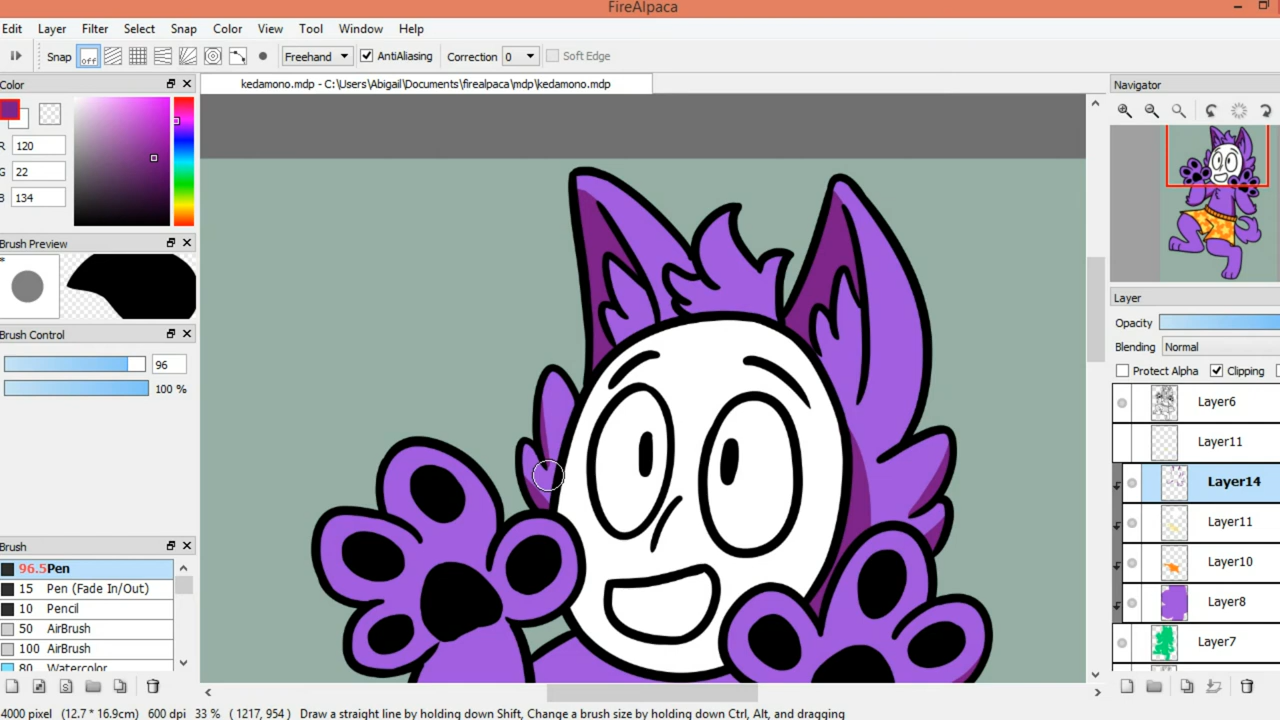 FireAlpaca
Edit Layer Filter Select Snap Color View Tool Window Help
Snap off Freehand AntiAliasing Correction 0 Soft Edge
Color
kedamono.mdp - C:\Users\Abigail\Documents\firealpaca\mdp\kedamono.mdp
Navigator
R 120
G 22
B 134
Brush Preview
*
Brush Control
96
100 %
Layer
Opacity
Blending Normal
Protect Alpha Clipping
Layer6
Layer11
Layer14
Layer11
Layer10
Layer8
Layer7
Brush
96.5 Pen
15 Pen (Fade In/Out)
10 Pencil
50 AirBrush
100 AirBrush
80 Watercolor
4000 pixel (12.7 * 16.9cm) 600 dpi 33 % ( 1217, 954 ) Draw a straight line by holding down Shift, Change a brush size by holding down Ctrl, Alt, and dragging